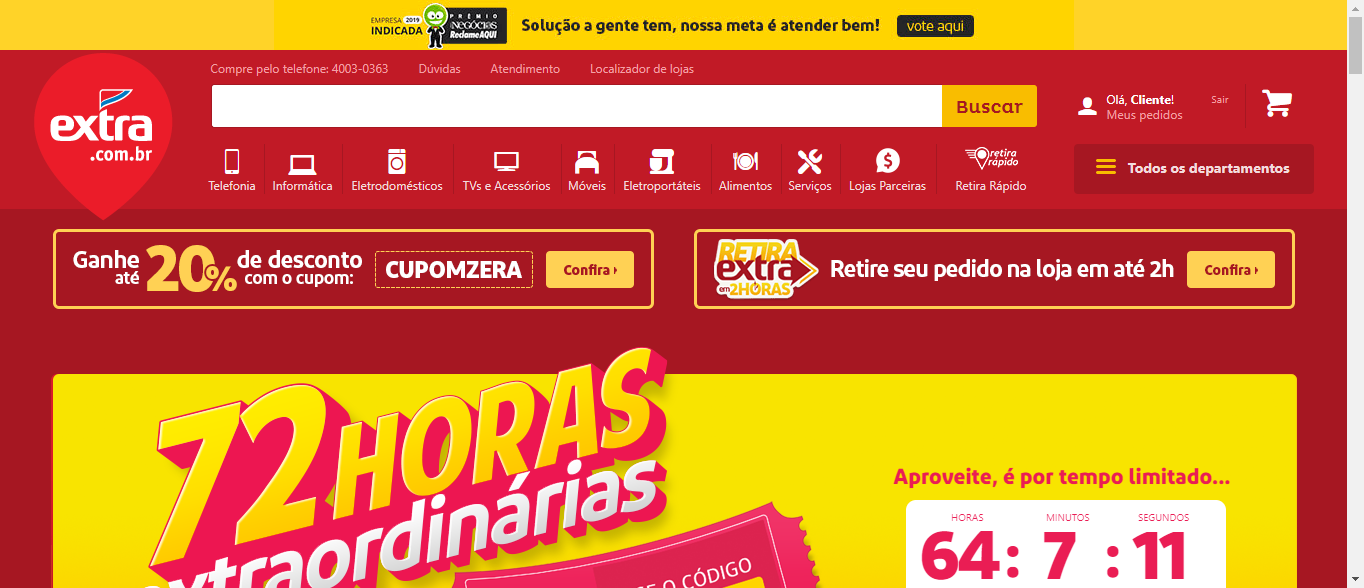 EMPRESA 2019
INDICADA
PRÊMIO
época
NEGÓCIOS
ReclameAQUI
Solução a gente tem, nossa meta é atender bem!
vote aqui
Compre pelo telefone: 4003-0363 Dúvidas Atendimento Localizador de lojas
extra
.com.br
Buscar
Olá, Cliente! Sair
Meus pedidos
Telefonia Informática Eletrodomésticos TVs e Acessórios Móveis Eletroportáteis Alimentos Serviços Lojas Parceiras
retira
rápido
Retira Rápido
Todos os departamentos
Ganhe
até
20%
de desconto
com o cupom:
CUPOMZERA
Confira
RETIRA
extra
em 2HORAS
Retire seu pedido na loja em até 2h
Confira
72 HORAS
extraordinárias
E O CÓDIGO
Aproveite, é por tempo limitado...
HORAS MINUTOS SEGUNDOS
64: 7 : 11